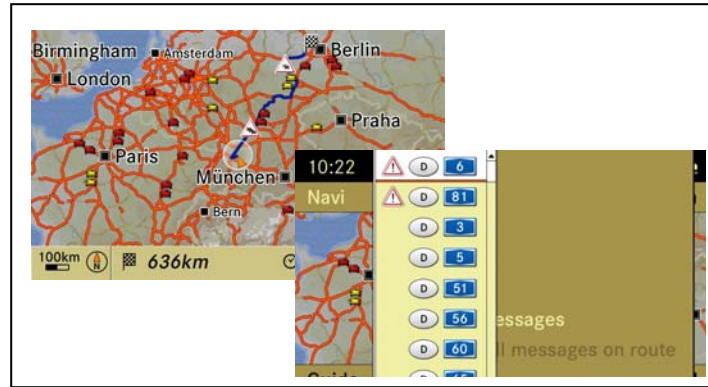 Birmingham
Amsterdam
Berlin
London
Praha
Paris
München
Bern
100km N 636km
10:22
Navi
D 6
D 81
D 3
D 5
D 51
D 56
D 60
essages
ll messages on route